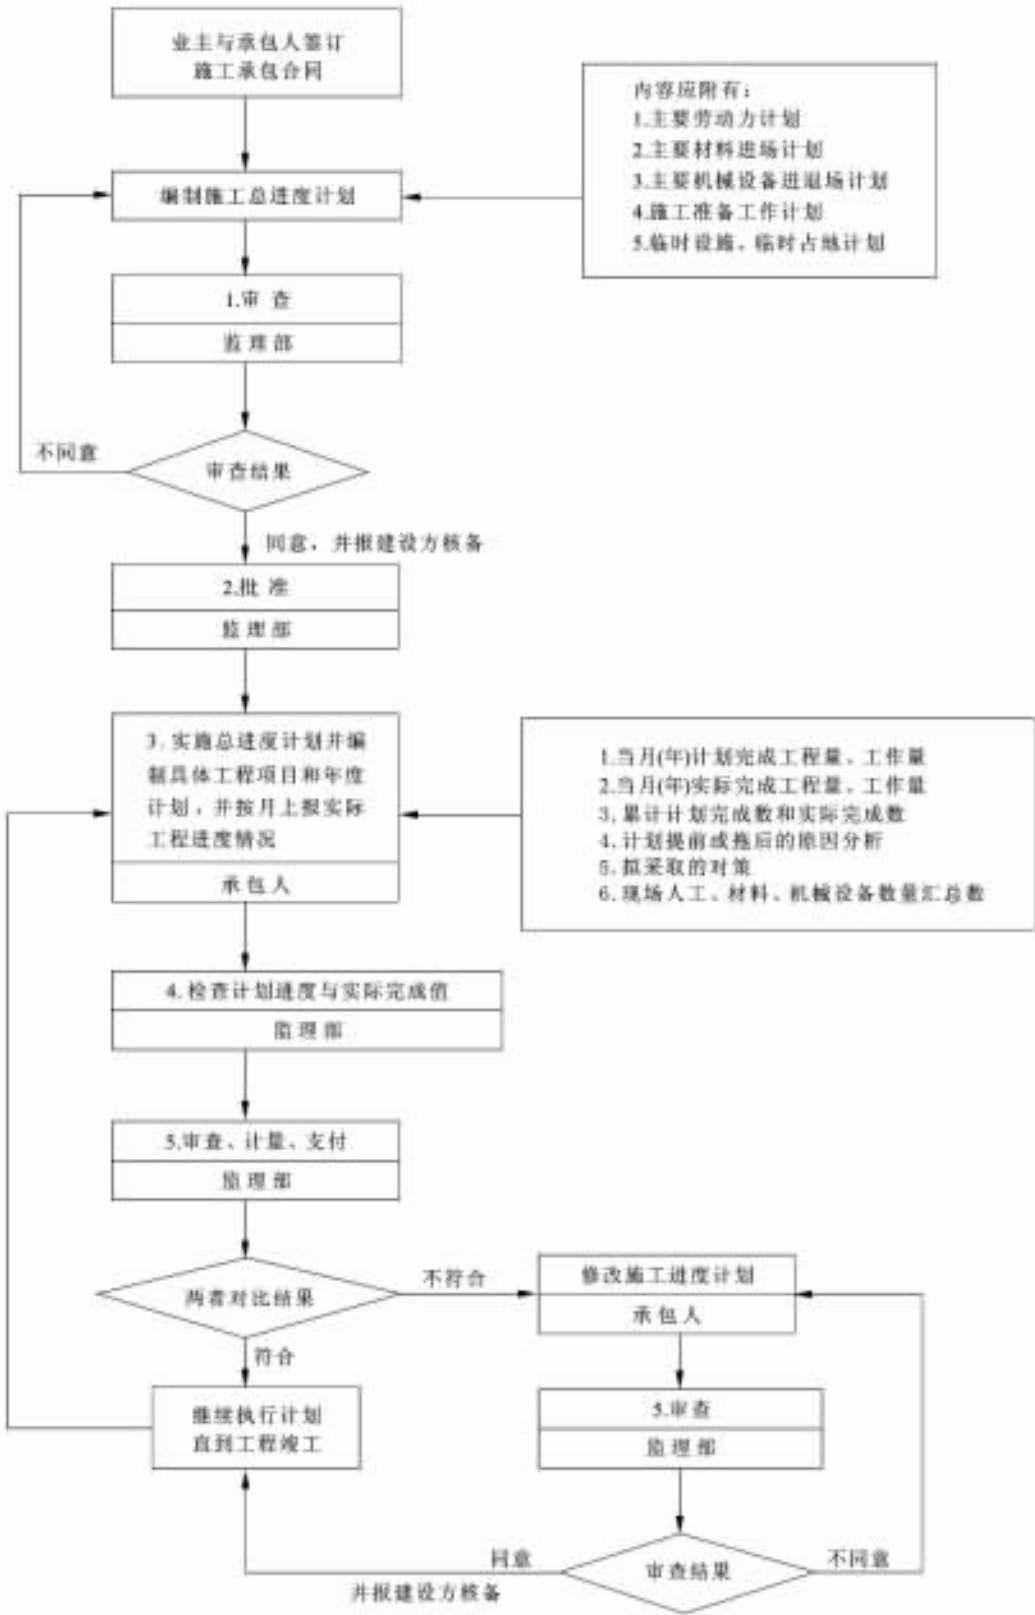 业主与承包人签订
施工承包合同
内容应附有：
1.主要劳动力计划
2.主要材料进场计划
3.主要机械设备进退场计划
4.施工准备工作计划
5.临时设施、临时占地计划
编制施工总进度计划
1.审 查
监理部
不同意
审查结果
同意，并报建设方核备
2.批 准
监理部
3.实施总进度计划并编
制具体工程项目和年度
计划，并按月上报实际
工程进度情况
承包人
1.当月(年)计划完成工程量、工作量
2.当月(年)实际完成工程量、工作量
3.累计计划完成数和实际完成数
4.计划提前或拖后的原因分析
5.拟采取的对策
6.现场人工、材料、机械设备数量汇总数
4.检查计划进度与实际完成值
监理部
5.审查、计量、支付
监理部
两者对比结果
不符合
修改施工进度计划
承包人
符合
继续执行计划
直到工程竣工
5.审查
监理部
同意
并报建设方核备
审查结果
不同意